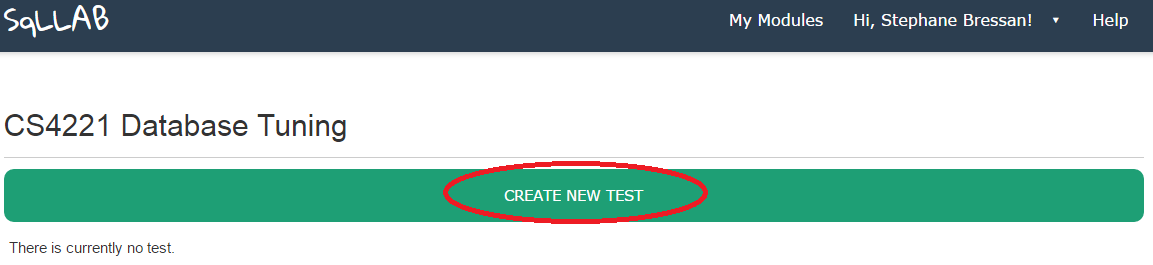 SqLLAB
My Modules Hi, Stephane Bressan! ▼ Help
CS4221 Database Tuning
CREATE NEW TEST
There is currently no test.